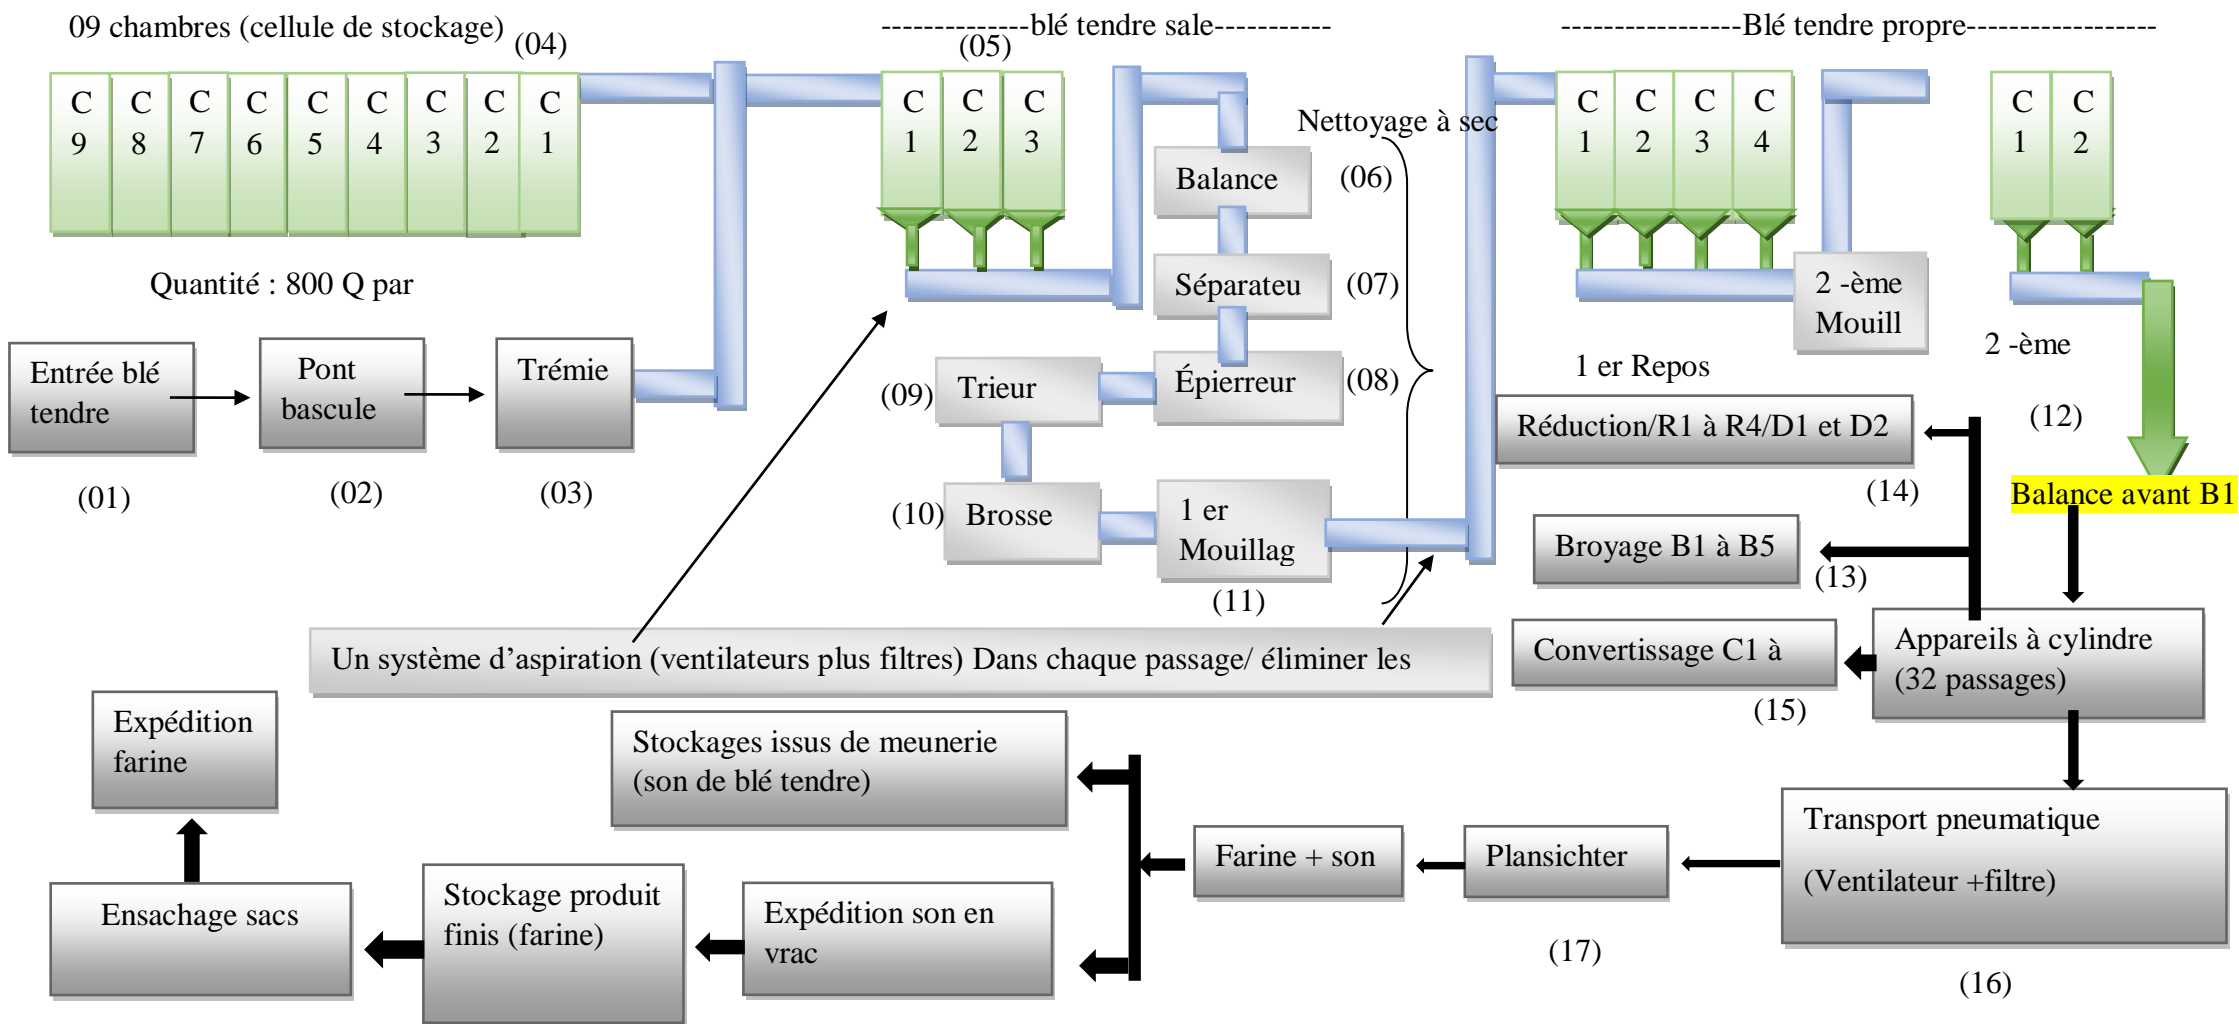 09 chambres (cellule de stockage)
(04)
-------------blé tendre sale-----------
(05)
-------------Blé tendre propre-------------
C
9
C
8
C
7
C
6
C
5
C
4
C
3
C
2
C
1
C
1
C
2
C
3
Nettoyage à sec
C
1
C
2
C
3
C
4
C
1
C
2
Balance
(06)
Séparateu
(07)
Épierreur
(08)
Trieur
(09)
Brosse
(10)
1 er
Mouillag
(11)
Quantité : 800 Q par
Entrée blé
tendre
(01)
Pont
bascule
(02)
Trémie
(03)
2 -ème
Mouill
1 er Repos
2 -ème
(12)
Balance avant B1
Réduction/R1 à R4/D1 et D2
(14)
Broyage B1 à B5
(13)
Convertissage C1 à
(15)
Appareils à cylindre
(32 passages)
Un système d’aspiration (ventilateurs plus filtres) Dans chaque passage/ éliminer les
Transport pneumatique
(Ventilateur +filtre)
(16)
Plansichter
(17)
Farine + son
Stockages issus de meunerie
(son de blé tendre)
Expédition son en
vrac
Stockage produit
finis (farine)
Ensachage sacs
Expédition
farine